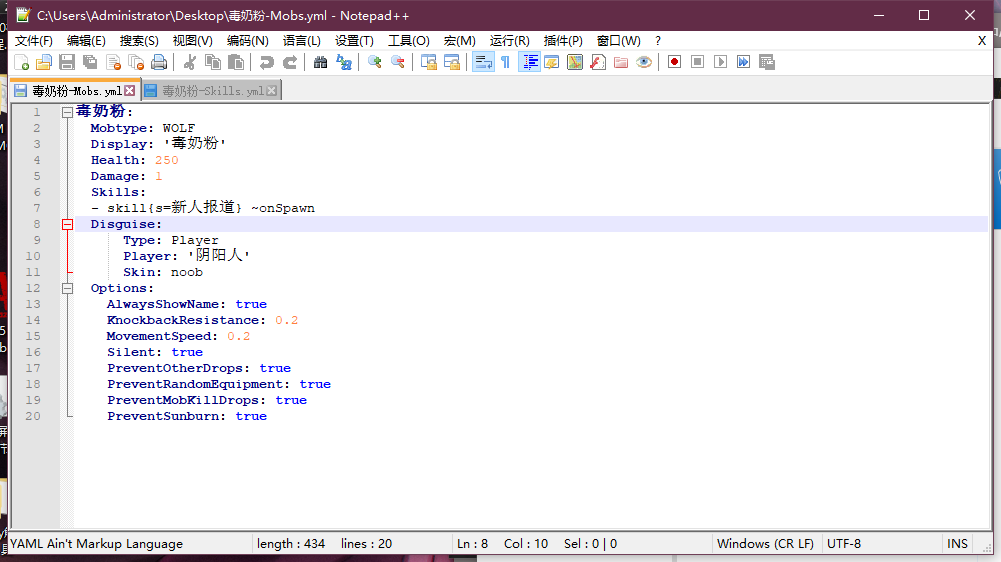 C:\Users\Administrator\Desktop\毒奶粉-Mobs.yml - Notepad++
文件(F) 编辑(E) 搜索(S) 视图(V) 编码(N) 语言(L) 设置(T) 工具(O) 宏(M) 运行(R) 插件(P) 窗口(W) ? X
毒奶粉-Mobs.yml 毒奶粉-Skills.yml
1 毒奶粉:
2 Mobtype: WOLF
3 Display: '毒奶粉'
4 Health: 250
5 Damage: 1
6 Skills:
7 - skill{s=新人报道} ~onSpawn
8 Disguise:
9 Type: Player
10 Player: '阴阳人'
11 Skin: noob
12 Options:
13 AlwaysShowName: true
14 KnockbackResistance: 0.2
15 MovementSpeed: 0.2
16 Silent: true
17 PreventOtherDrops: true
18 PreventRandomEquipment: true
19 PreventMobKillDrops: true
20 PreventSunburn: true
YAML Ain't Markup Language length : 434 lines : 20 Ln : 8 Col : 10 Sel : 0 | 0 Windows (CR LF) UTF-8 INS